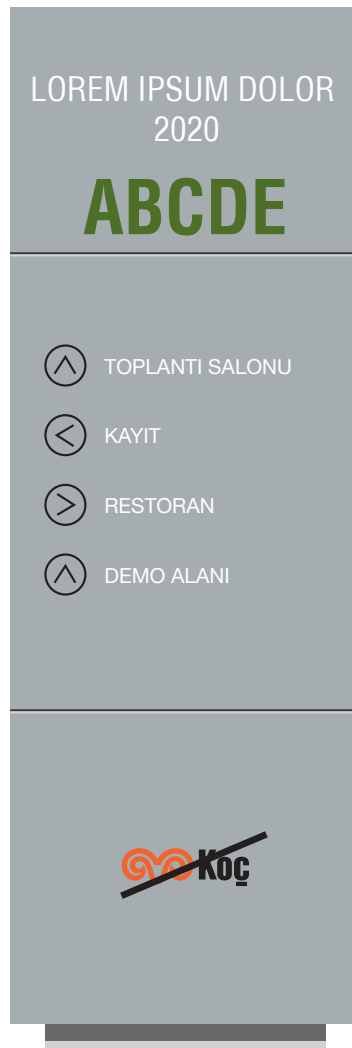 LOREM IPSUM DOLOR
2020
ABCDE
TOPLANTI SALONU
KAYIT
RESTORAN
DEMO ALANI
Koç